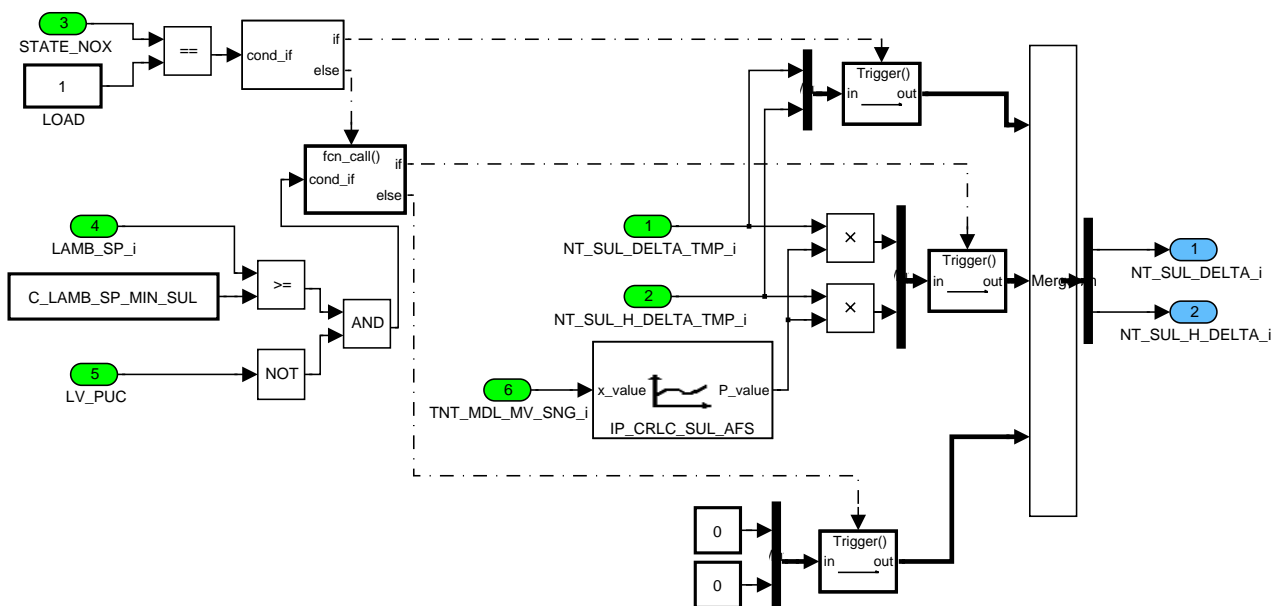 3
STATE_NOX
1
LOAD
==
cond_if
if
else
fcn_call()
cond_if
if
else
4
LAMB_SP_i
C_LAMB_SP_MIN_SUL
>=
AND
5
LV_PUC
NOT
Trigger()
in
out
1
NT_SUL_DELTA_TMP_i
×
2
NT_SUL_H_DELTA_TMP_i
×
Trigger()
in
out
6
TNT_MDL_MV_SNG_i
x_value
P_value
IP_CRLC_SUL_AFS
0
0
Trigger()
in
out
1
NT_SUL_DELTA_i
2
NT_SUL_H_DELTA_i